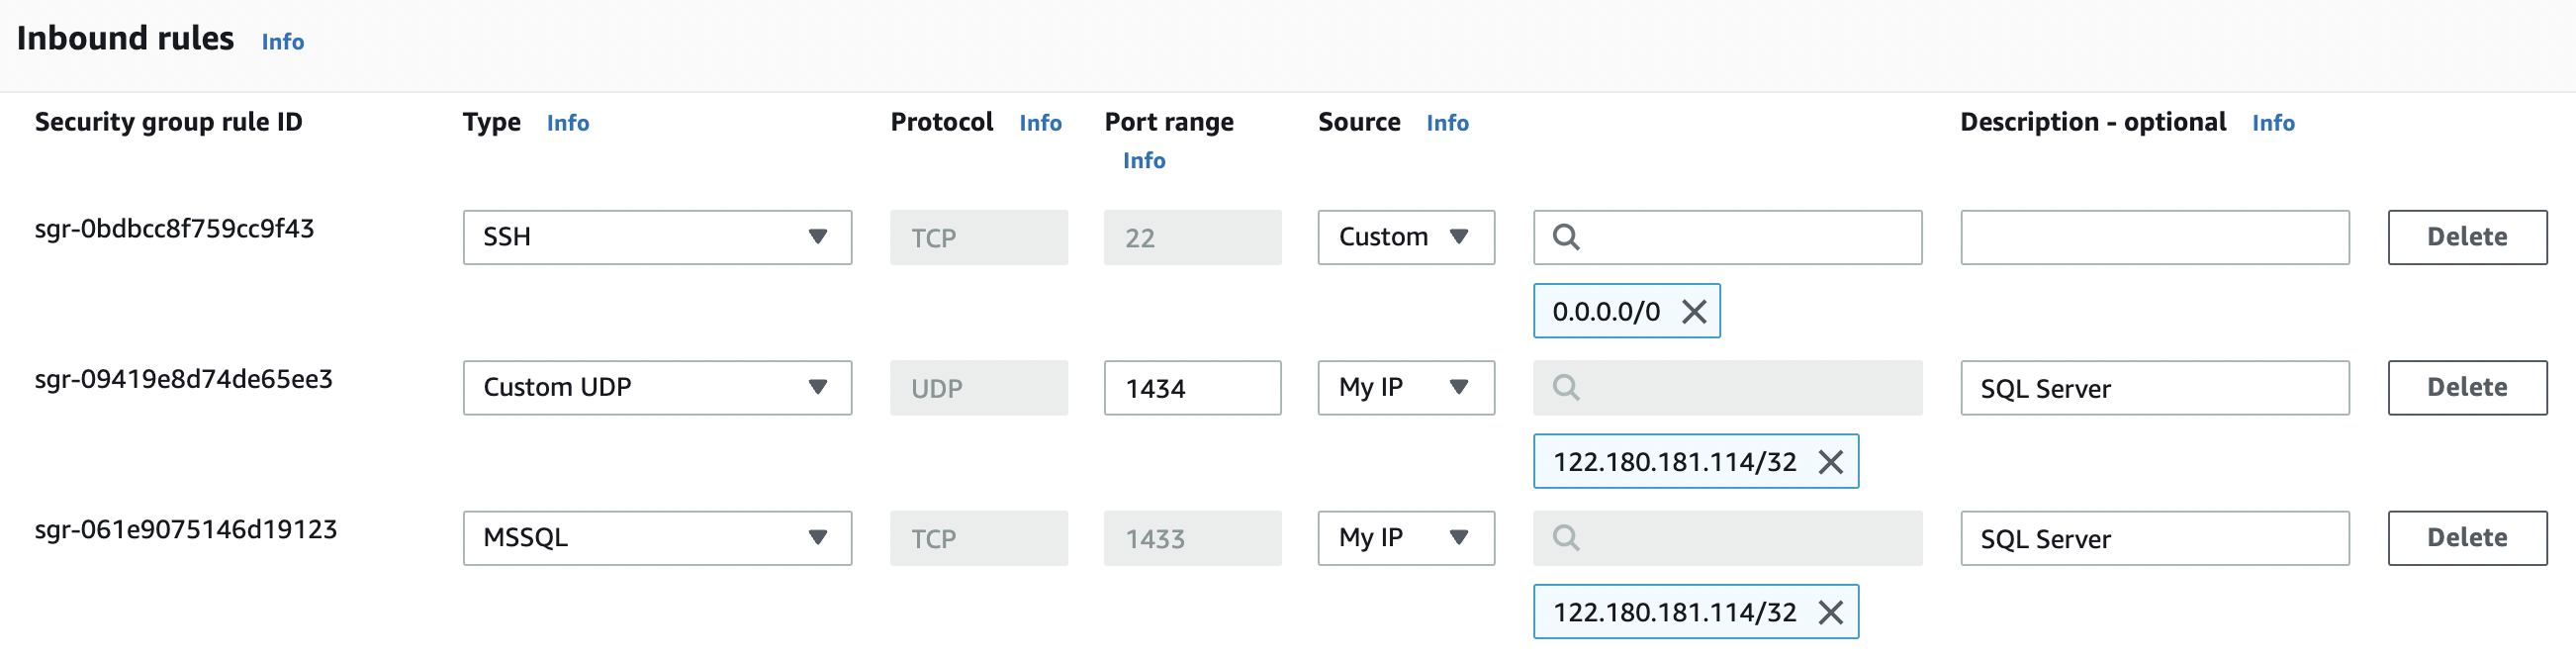 Inbound rules Info
Security group rule ID Type Info Protocol Info Port range Info Source Info Description - optional Info
sgr-0bdbcc8f759cc9f43 SSH TCP 22 Custom Delete
0.0.0.0/0
sgr-09419e8d74de65ee3 Custom UDP UDP 1434 My IP SQL Server Delete
122.180.181.114/32
sgr-061e9075146d19123 MSSQL TCP 1433 My IP SQL Server Delete
122.180.181.114/32